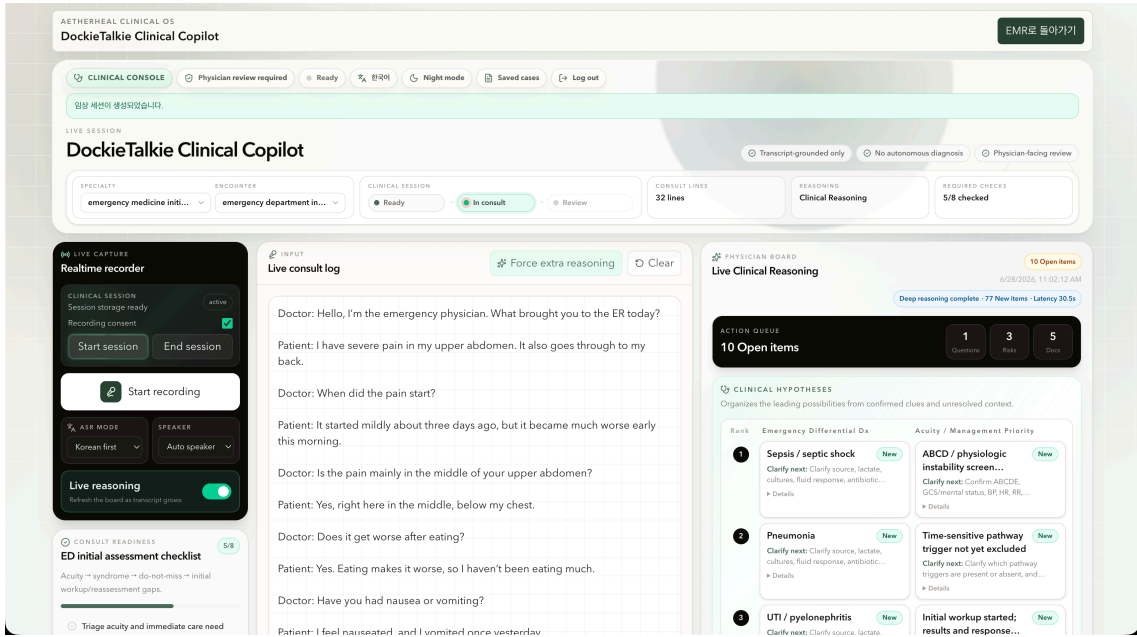 AETHERHEAL CLINICAL OS
DockieTalkie Clinical Copilot
EMR로 돌아가기
CLINICAL CONSOLE
Physician review required
Ready
한국어
Night mode
Saved cases
Log out
임상 세션이 생성되었습니다.
LIVE SESSION
DockieTalkie Clinical Copilot
Transcript-grounded only
No autonomous diagnosis
Physician-facing review
SPECIALTY
emergency medicine initi...
ENCOUNTER
emergency department in...
CLINICAL SESSION
Ready
In consult
Review
CONSULT LINES
32 lines
REASONING
Clinical Reasoning
REQUIRED CHECKS
5/8 checked
LIVE CAPTURE
Realtime recorder
CLINICAL SESSION
Session storage ready
active
Recording consent
Start session
End session
Start recording
ASR MODE
Korean first
SPEAKER
Auto speaker
Live reasoning
Refresh the board as transcript grows
CONSULT READINESS
5/8
ED initial assessment checklist
Acuity → syndrome → do-not-miss → initial
workup/reassessment gaps.
Triage acuity and immediate care need
INPUT
Live consult log
Force extra reasoning
Clear
Doctor: Hello, I'm the emergency physician. What brought you to the ER today?
Patient: I have severe pain in my upper abdomen. It also goes through to my
back.
Doctor: When did the pain start?
Patient: It started mildly about three days ago, but it became much worse early
this morning.
Doctor: Is the pain mainly in the middle of your upper abdomen?
Patient: Yes, right here in the middle, below my chest.
Doctor: Does it get worse after eating?
Patient: Yes. Eating makes it worse, so I haven't been eating much.
Doctor: Have you had nausea or vomiting?
Patient: I feel nauseated, and I vomited once yesterday.
PHYSICIAN BOARD
Live Clinical Reasoning
10 Open items
6/28/2026, 11:02:12 AM
Deep reasoning complete · 77 New items · Latency 30.5s
ACTION QUEUE
10 Open items
1
Questions
3
Risks
5
Docs
CLINICAL HYPOTHESES
Organizes the leading possibilities from confirmed clues and unresolved context.
Rank
Emergency Differential Dx
Acuity / Management Priority
1
Sepsis / septic shock
New
Clarify next: Clarify source, lactate,
cultures, fluid response, antibiotic...
Details
ABCD / physiologic
instability screen...
New
Clarify next: Confirm ABCDE,
GCS/mental status, BP, HR, RR,...
Details
2
Pneumonia
New
Clarify next: Clarify source, lactate,
cultures, fluid response, antibiotic...
Details
Time-sensitive pathway
trigger not yet excluded
New
Clarify next: Clarify which pathway
triggers are present or absent, and...
Details
3
UTI / pyelonephritis
New
Clarify next: Clarify source, lactate,
Initial workup started;
results and response...
New